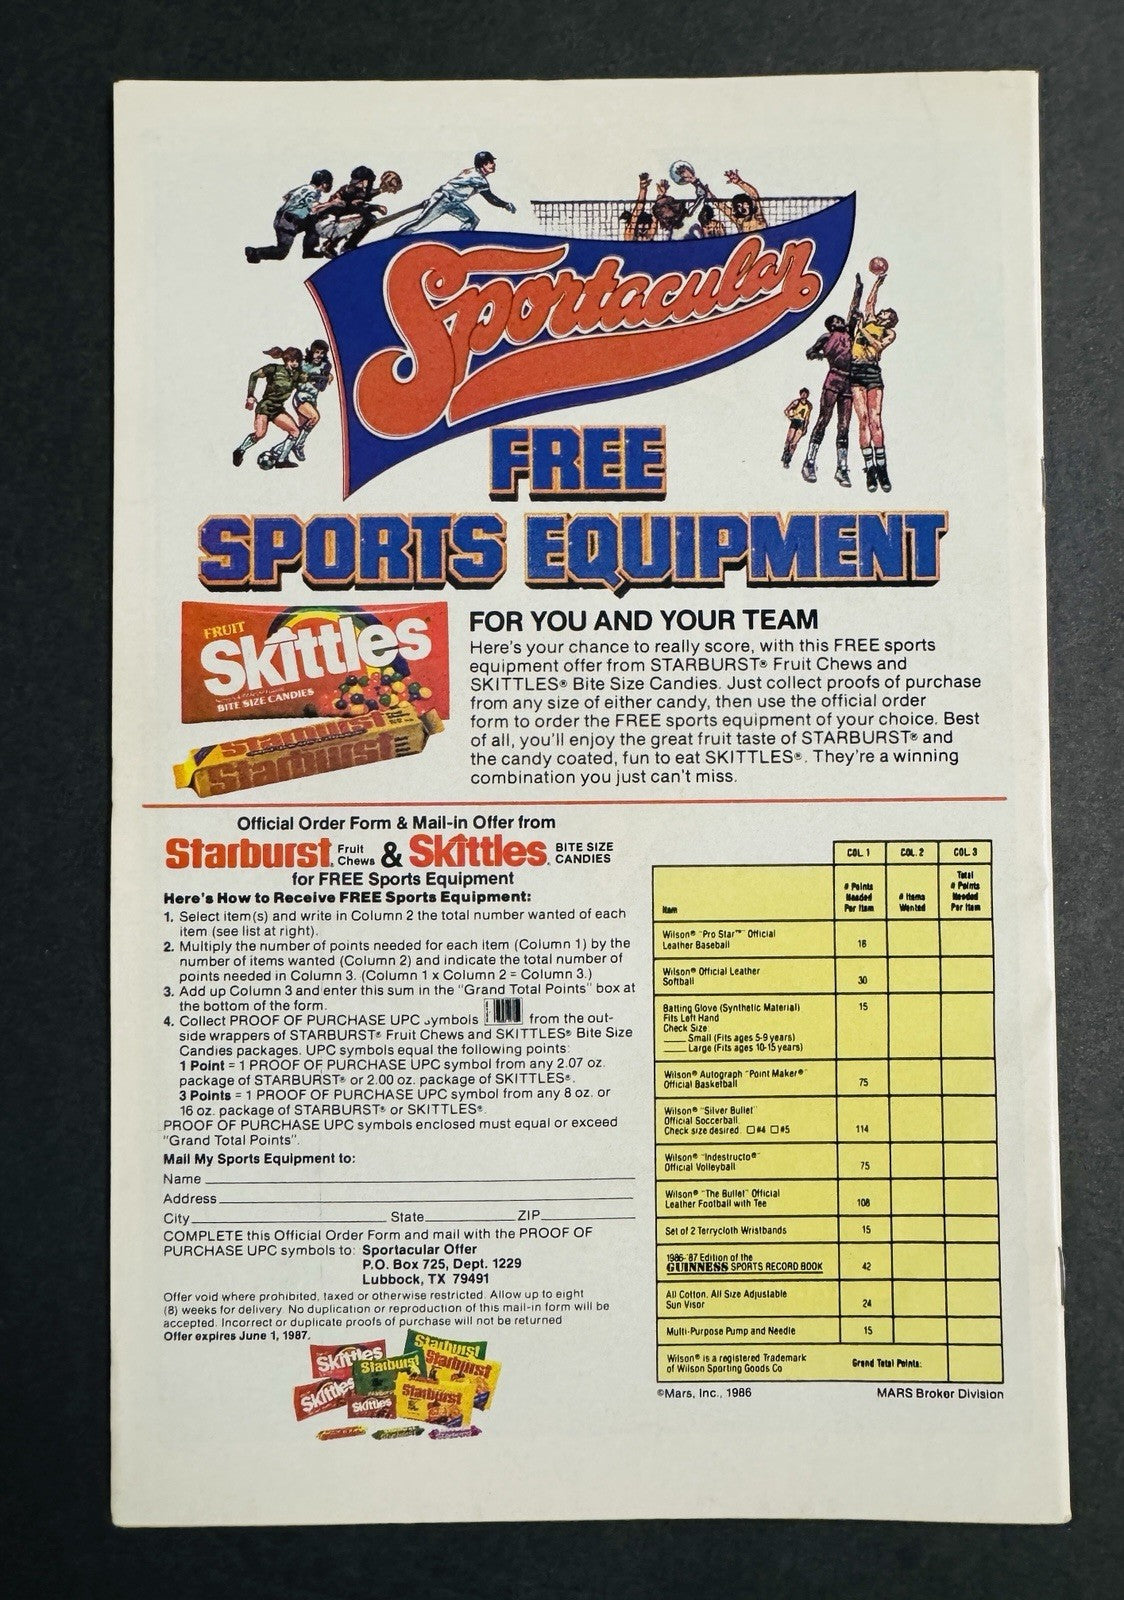 Sportacular
FREE
SPORTS EQUIPMENT
FRUIT
Skittles
BITE SIZE CANDIES
Starburst
Starburst
FOR YOU AND YOUR TEAM
Here's your chance to really score, with this FREE sports
equipment offer from STARBURST® Fruit Chews and
SKITTLES® Bite Size Candies. Just collect proofs of purchase
from any size of either candy, then use the official order
form to order the FREE sports equipment of your choice. Best
of all, you'll enjoy the great fruit taste of STARBURST® and
the candy coated, fun to eat SKITTLES®. They're a winning
combination you just can't miss.
Official Order Form & Mail-in Offer from
Starburst® Fruit Chews & Skittles® BITE SIZE CANDIES
for FREE Sports Equipment
Here's How to Receive FREE Sports Equipment:
1. Select item(s) and write in Column 2 the total number wanted of each
item (see list at right).
2. Multiply the number of points needed for each item (Column 1) by the
number of items wanted (Column 2) and indicate the total number of
points needed in Column 3. (Column 1 x Column 2 = Column 3.)
3. Add up Column 3 and enter this sum in the "Grand Total Points" box at
the bottom of the form.
4. Collect PROOF OF PURCHASE UPC symbols from the out-
side wrappers of STARBURST® Fruit Chews and SKITTLES® Bite Size
Candies packages. UPC symbols equal the following points:
1 Point = 1 PROOF OF PURCHASE UPC symbol from any 2.07 oz.
package of STARBURST® or 2.00 oz. package of SKITTLES®.
3 Points = 1 PROOF OF PURCHASE UPC symbol from any 8 oz. or
16 oz. package of STARBURST® or SKITTLES®.
PROOF OF PURCHASE UPC symbols enclosed must equal or exceed
"Grand Total Points".
Mail My Sports Equipment to:
Name
Address
City State ZIP
COMPLETE this Official Order Form and mail with the PROOF OF
PURCHASE UPC symbols to: Sportacular Offer
P.O. Box 725, Dept. 1229
Lubbock, TX 79491
Offer void where prohibited, taxed or otherwise restricted. Allow up to eight
(8) weeks for delivery. No duplication or reproduction of this mail-in form will be
accepted. Incorrect or duplicate proofs of purchase will not be returned
Offer expires June 1, 1987.
Skittles
Starburst
Starburst
Starburst
Skittles
Skittles
Starburst
COL. 1 COL. 2 COL. 3
Item # Points Needed Per Item # Items Wanted Total # Points Needed Per Item
Wilson® "Pro Star™" Official
Leather Baseball 18
Wilson® Official Leather
Softball 30
Batting Glove (Synthetic Material) 15
Fits Left Hand
Check Size
Small (Fits ages 5-9 years)
Large (Fits ages 10-15 years)
Wilson® Autograph "Point Maker®"
Official Basketball 75
Wilson® "Silver Bullet"
Official Soccerball
Check size desired □ #4 □ #5 114
Wilson® "Indestructo®"
Official Volleyball 75
Wilson® "The Bullet" Official
Leather Football with Tee 108
Set of 2 Terrycloth Wristbands 15
1986-'87 Edition of the
GUINNESS SPORTS RECORD BOOK 42
All Cotton, All Size Adjustable
Sun Visor 24
Multi-Purpose Pump and Needle 15
Wilson® is a registered Trademark
of Wilson Sporting Goods Co Grand Total Points:
©Mars, Inc., 1986 MARS Broker Division